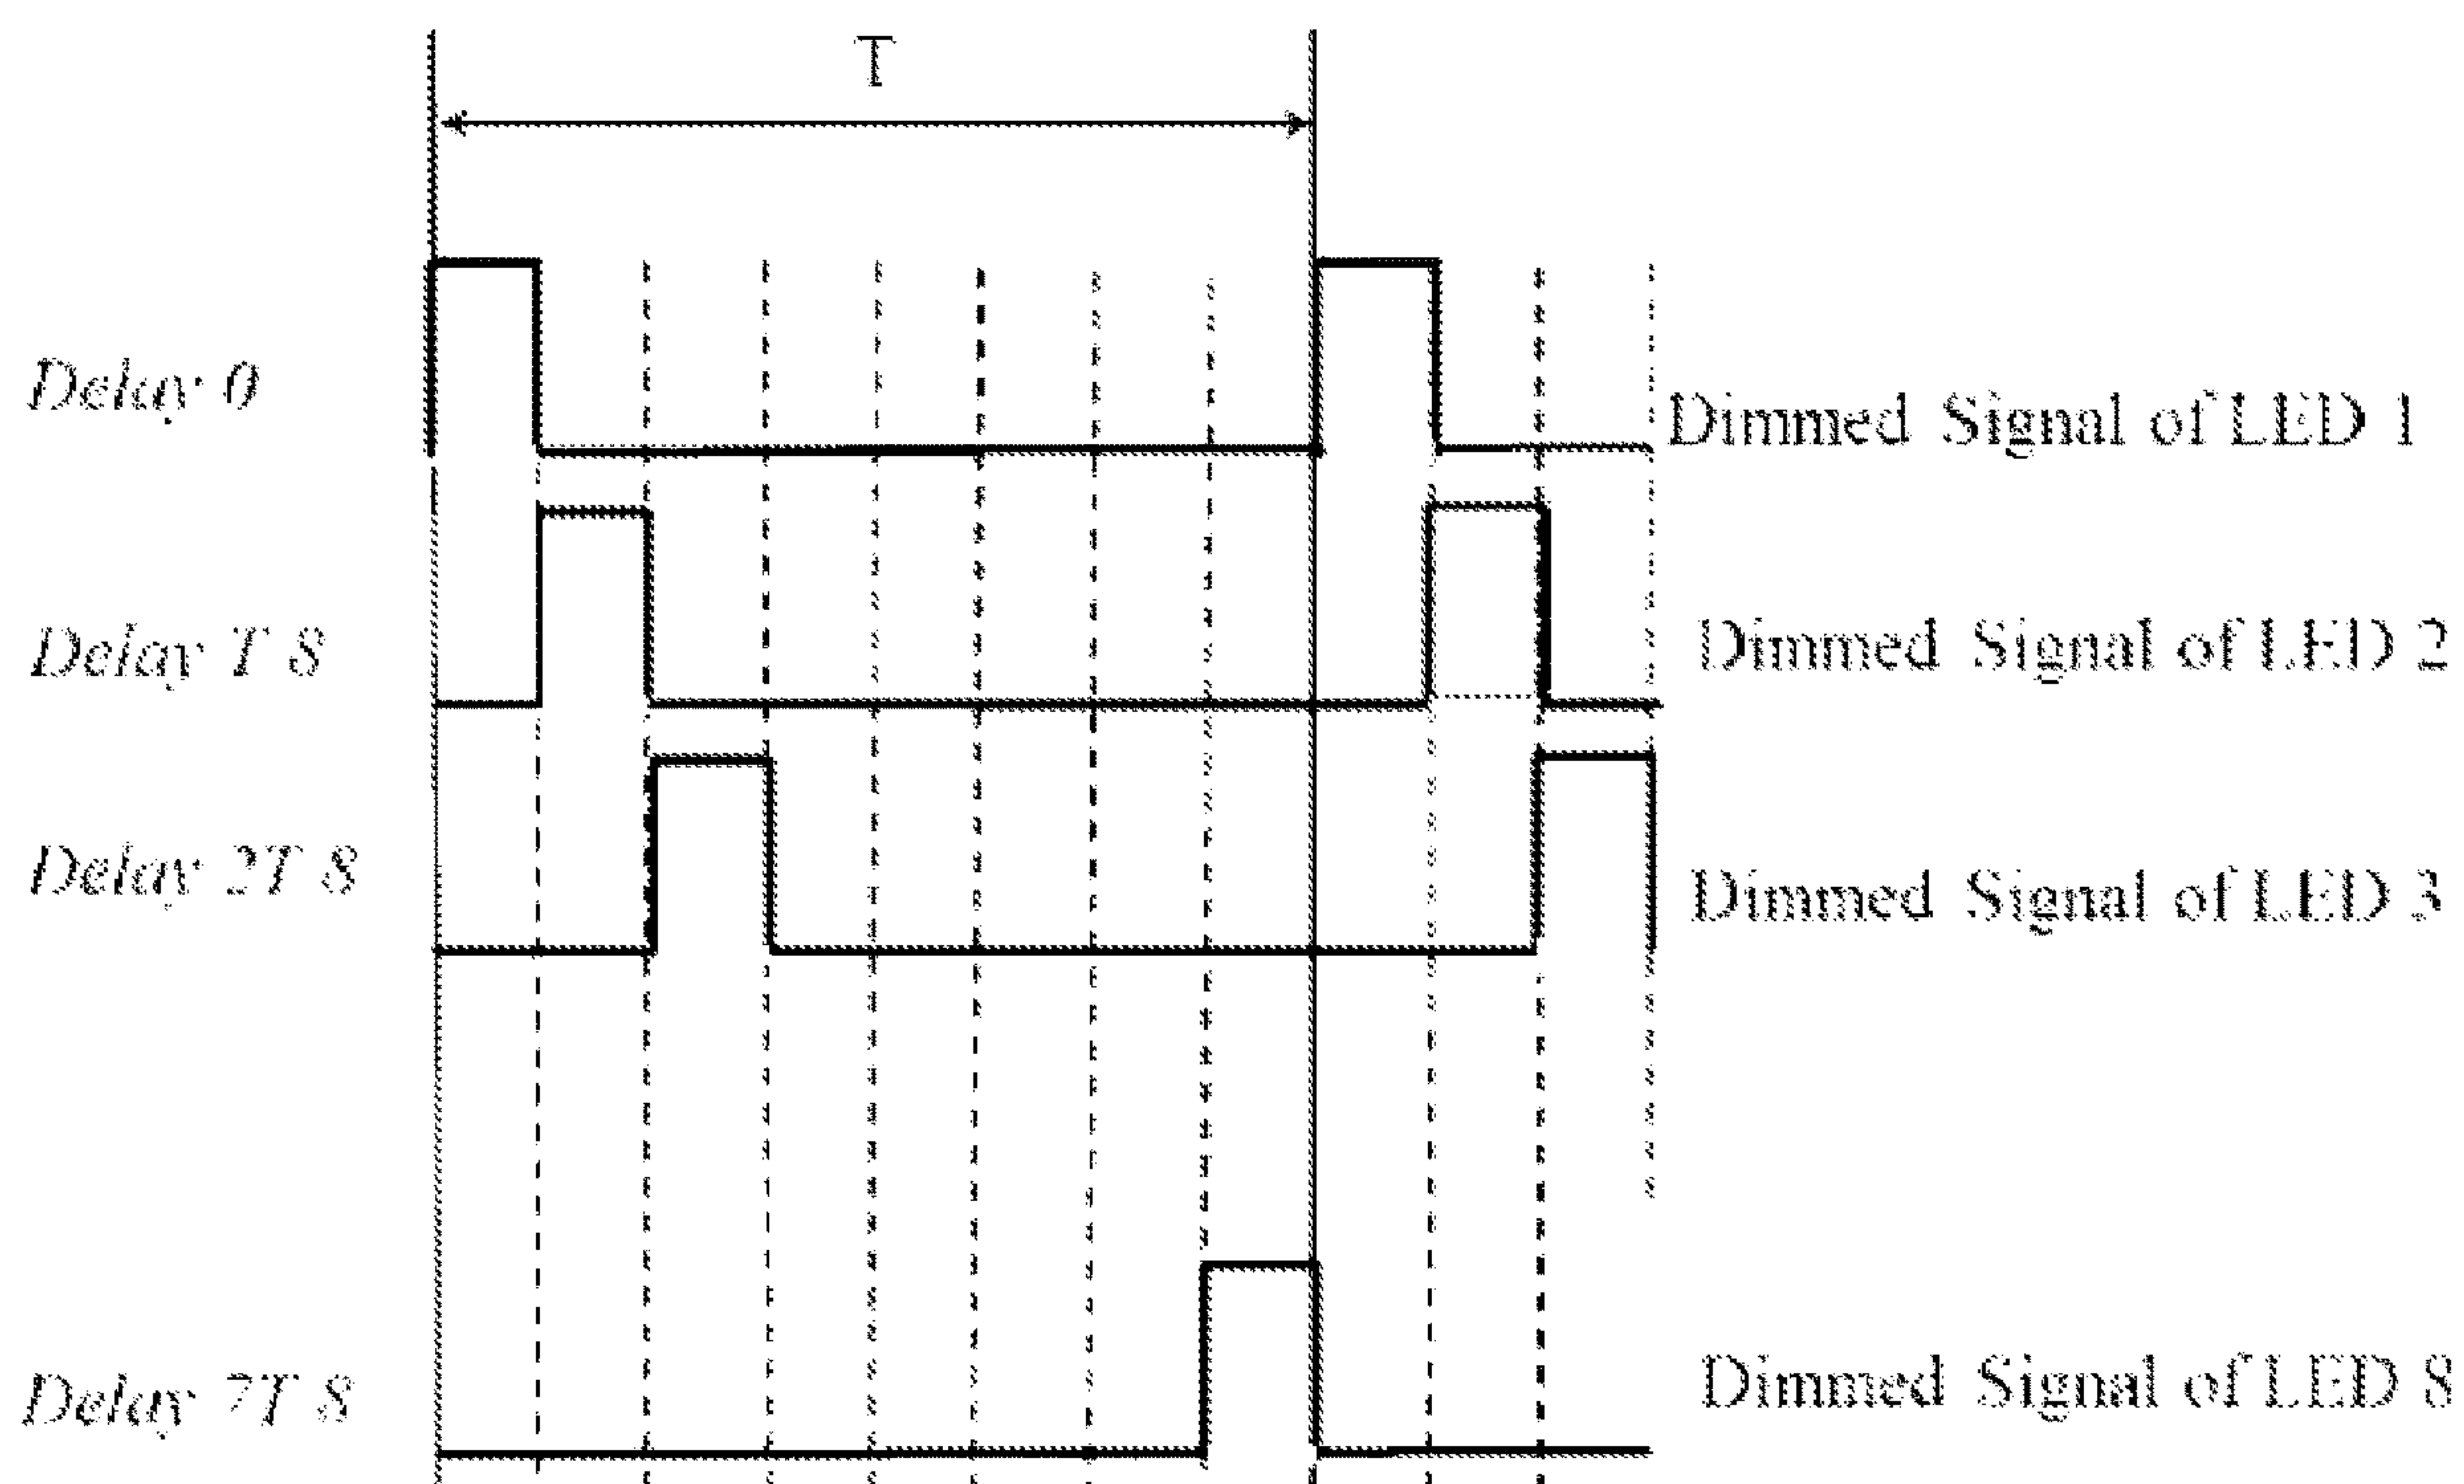 T
Delay 0
Dimmed Signal of LED 1
Delay T 8
Dimmed Signal of LED 2
Delay 2T 8
Dimmed Signal of LED 3
Delay 7T 8
Dimmed Signal of LED 8